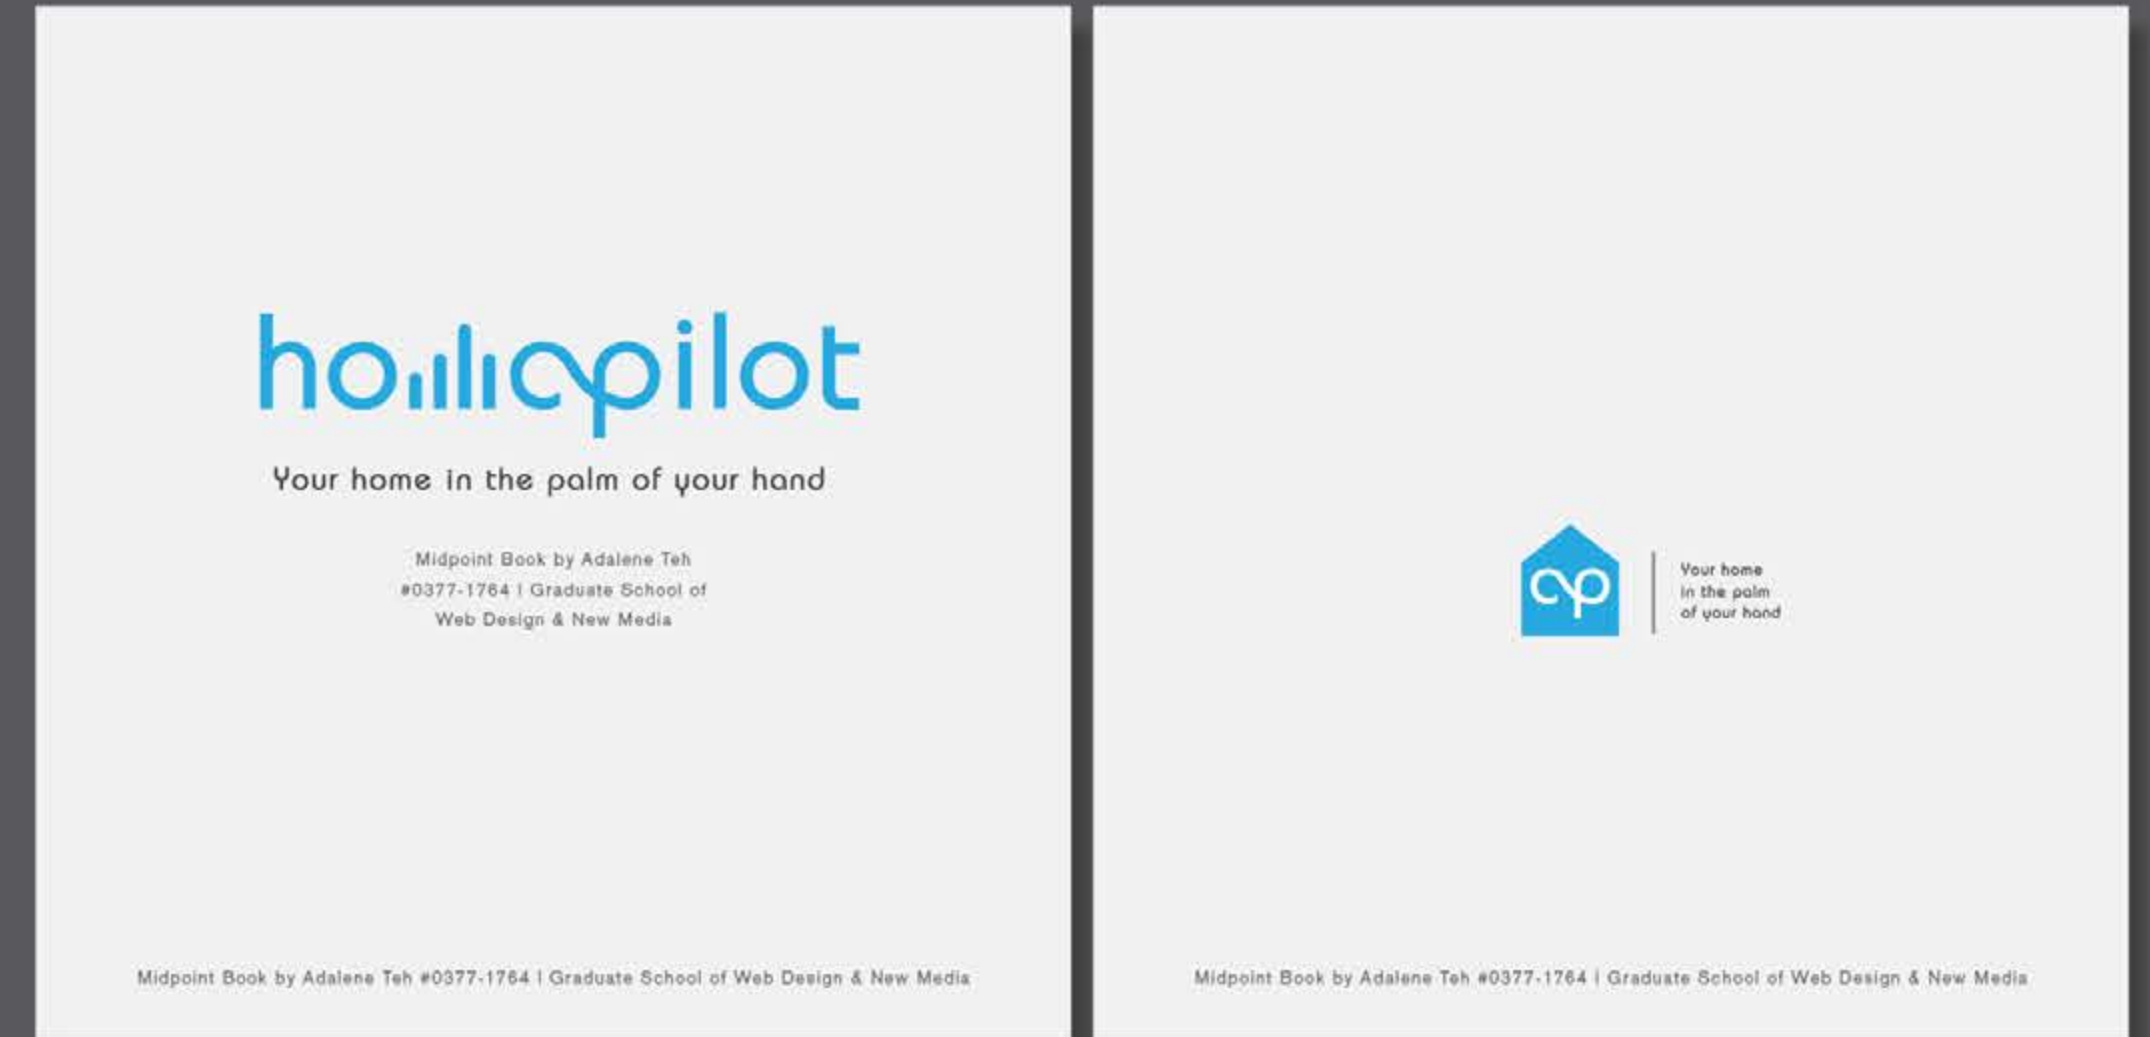 homepilot
Your home in the palm of your hand
Midpoint Book by Adalene Teh
#0377-1764 | Graduate School of
Web Design & New Media
Midpoint Book by Adalene Teh #0377-1764 | Graduate School of Web Design & New Media
Your home
in the palm
of your hand
Midpoint Book by Adalene Teh #0377-1764 | Graduate School of Web Design & New Media